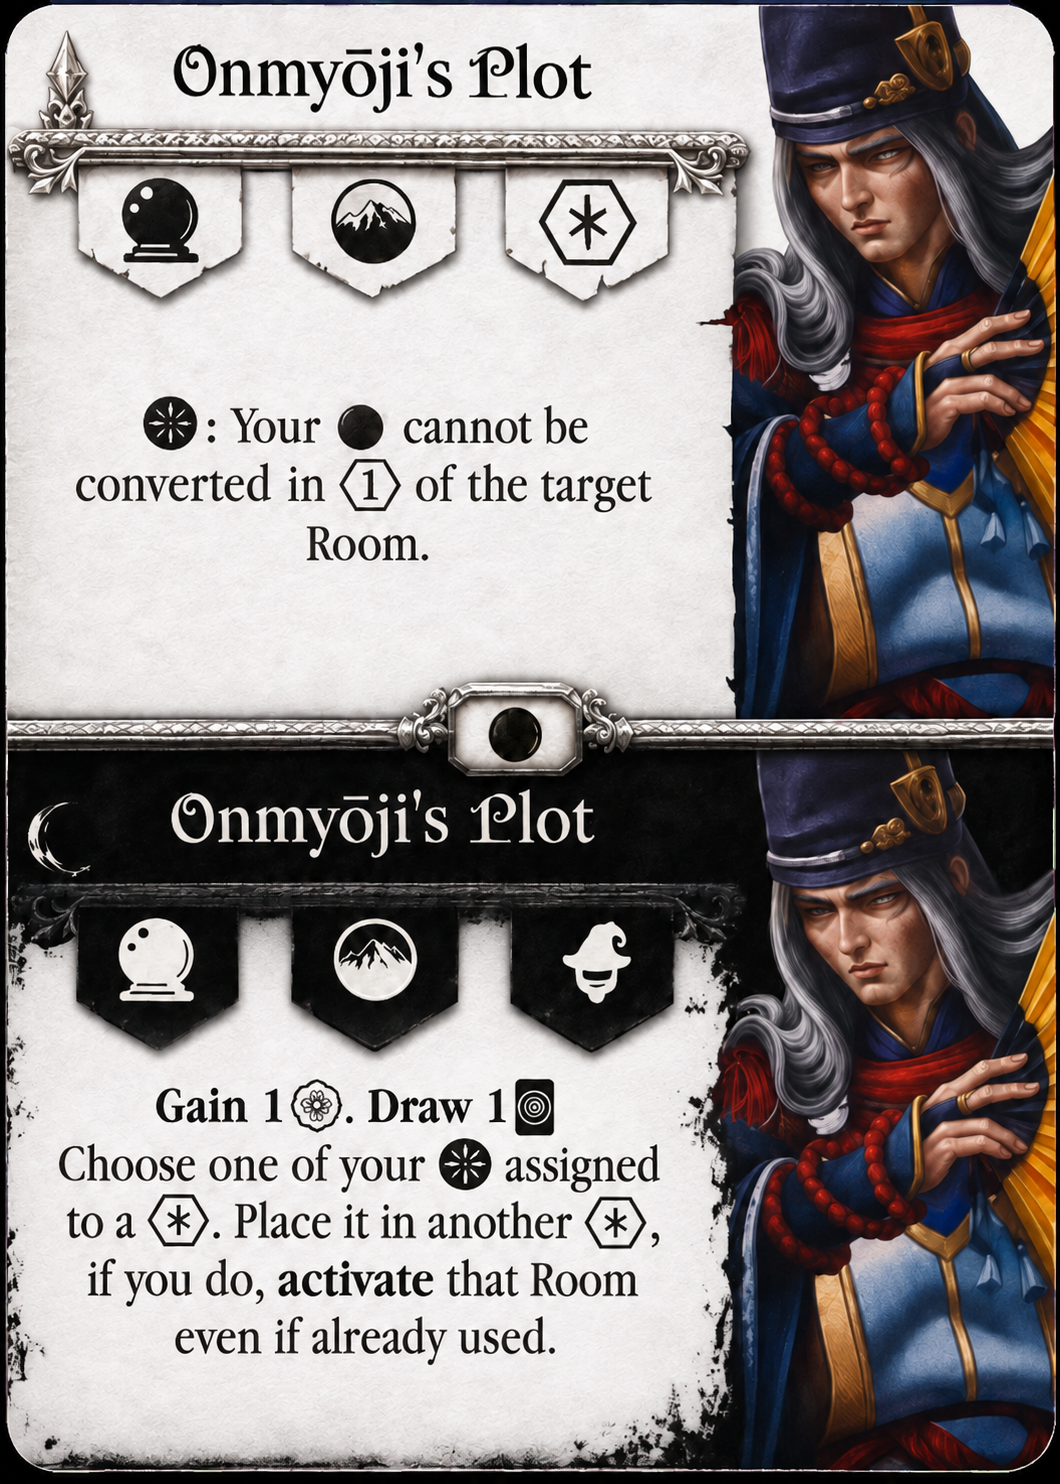 Onmyōji's Plot
: Your cannot be
converted in 1 of the target
Room.
Onmyōji's Plot
Gain 1 . Draw 1
Choose one of your assigned
to a * . Place it in another * ,
if you do, activate that Room
even if already used.